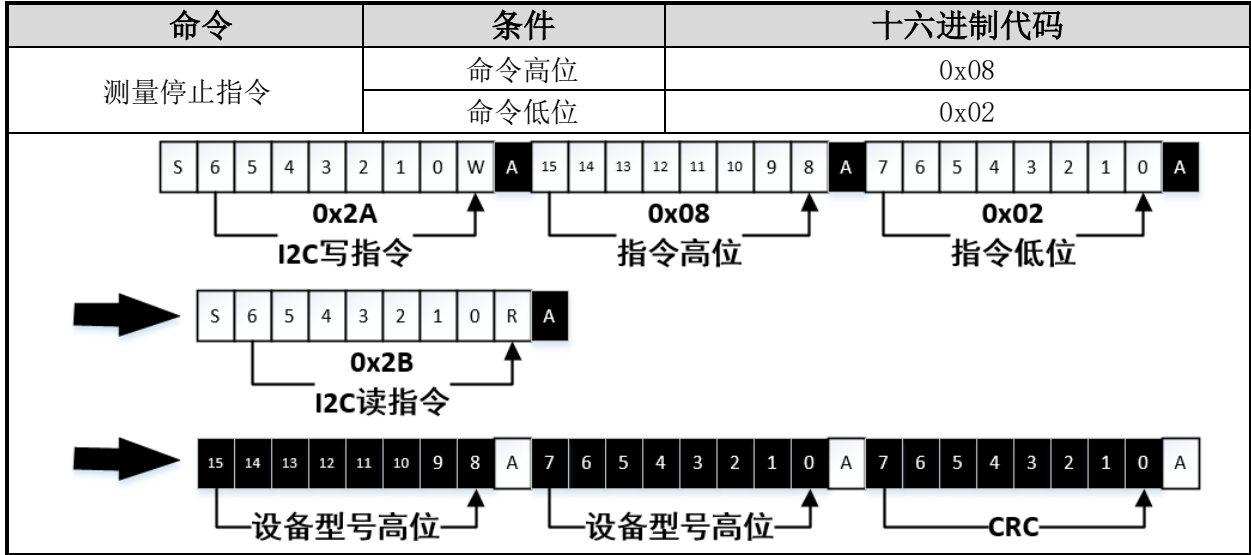 命令 条件 十六进制代码
测量停止指令 命令高位 0x08
命令低位 0x02
S 6 5 4 3 2 1 0 W A 15 14 13 12 11 10 9 8 A 7 6 5 4 3 2 1 0 A
0x2A 0x08 0x02
I2C写指令 指令高位 指令低位
S 6 5 4 3 2 1 0 R A
0x2B
I2C读指令
15 14 13 12 11 10 9 8 A 7 6 5 4 3 2 1 0 A 7 6 5 4 3 2 1 0 A
设备型号高位 设备型号高位 CRC